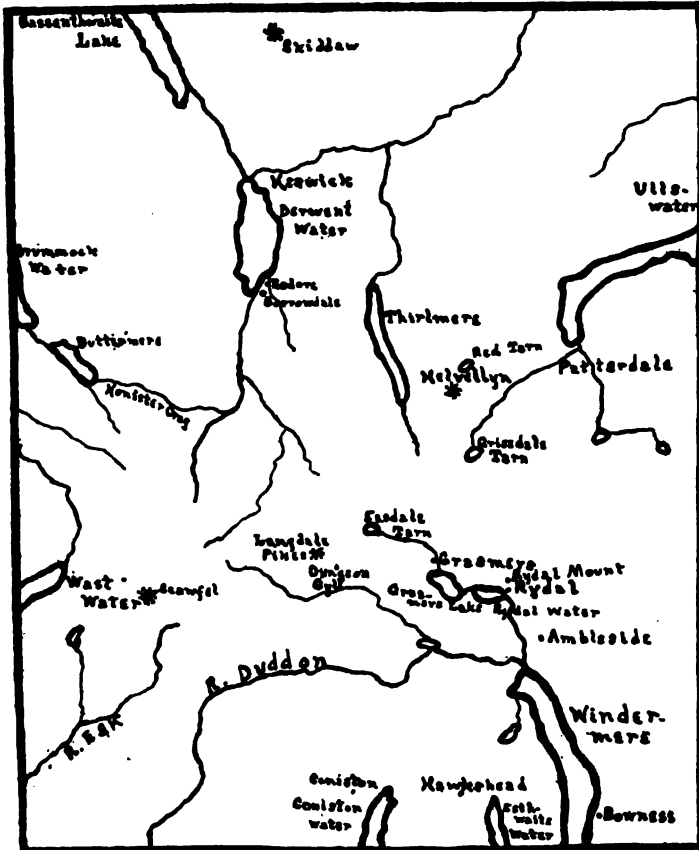 Bassenthwaite
Lake
Skiddaw
Keswick
Derwent
Water
Ulls-
water
Crummock
Water
Lodore
Borrowdale
Thirlmere
Buttermere
Red Tarn
Helvellyn
Patterdale
Honister Crag
Grisedale
Tarn
Easdale
Tarn
Langdale
Pikes
Dungeon
Gyll
Grasmere
Rydal Mount
Rydal
Gras-
mere Lake
Rydal Water
Wast
Water
Scawfel
Ambleside
R. Duddon
R. Esk
Winder-
mere
Coniston
Coniston
Water
Hawkshead
Esth-
waite
Water
Bowness